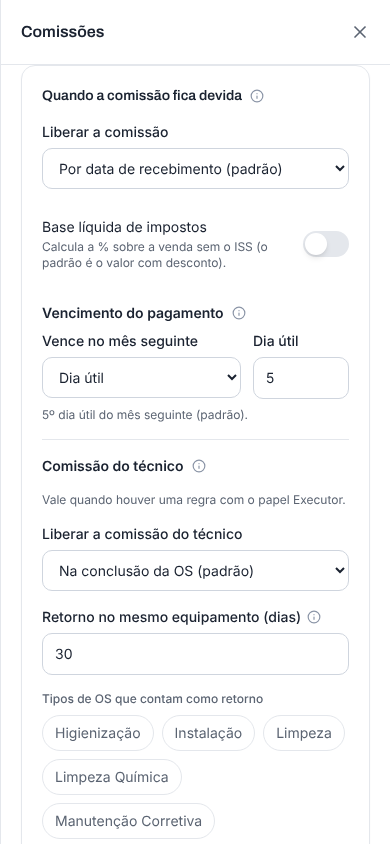 Comissões
Quando a comissão fica devida
Liberar a comissão
Por data de recebimento (padrão)
Base líquida de impostos
Calcula a % sobre a venda sem o ISS (o
padrão é o valor com desconto).
Vencimento do pagamento
Vence no mês seguinte
Dia útil
Dia útil
5
5º dia útil do mês seguinte (padrão).
Comissão do técnico
Vale quando houver uma regra com o papel Executor.
Liberar a comissão do técnico
Na conclusão da OS (padrão)
Retorno no mesmo equipamento (dias)
30
Tipos de OS que contam como retorno
Higienização
Instalação
Limpeza
Limpeza Química
Manutenção Corretiva